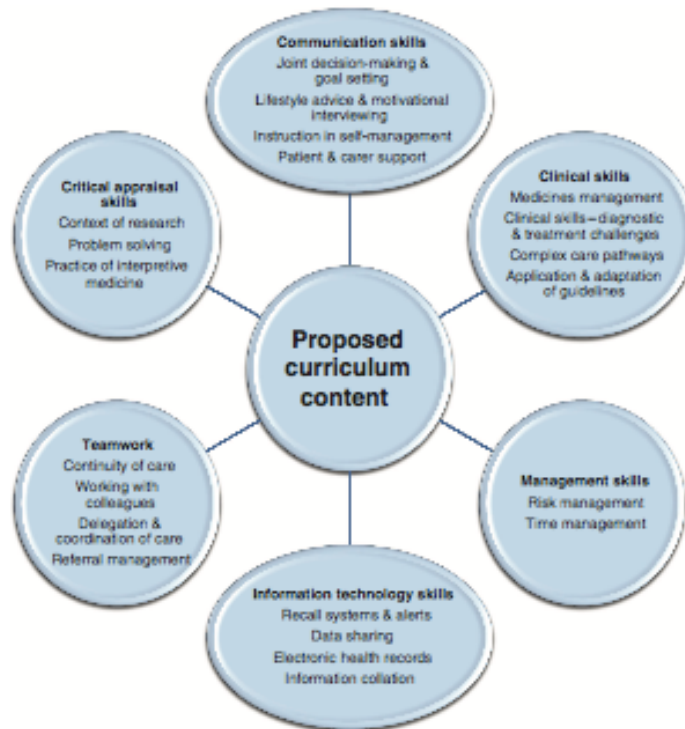 Communication skills
Joint decision-making &
goal setting
Lifestyle advice & motivational
interviewing
Instruction in self-management
Patient & carer support
Critical appraisal
skills
Context of research
Problem solving
Practice of interpretive
medicine
Clinical skills
Medicines management
Clinical skills – diagnostic
& treatment challenges
Complex care pathways
Application & adaptation
of guidelines
Proposed
curriculum
content
Teamwork
Continuity of care
Working with
colleagues
Delegation &
coordination of care
Referral management
Management skills
Risk management
Time management
Information technology skills
Recall systems & alerts
Data sharing
Electronic health records
Information collation